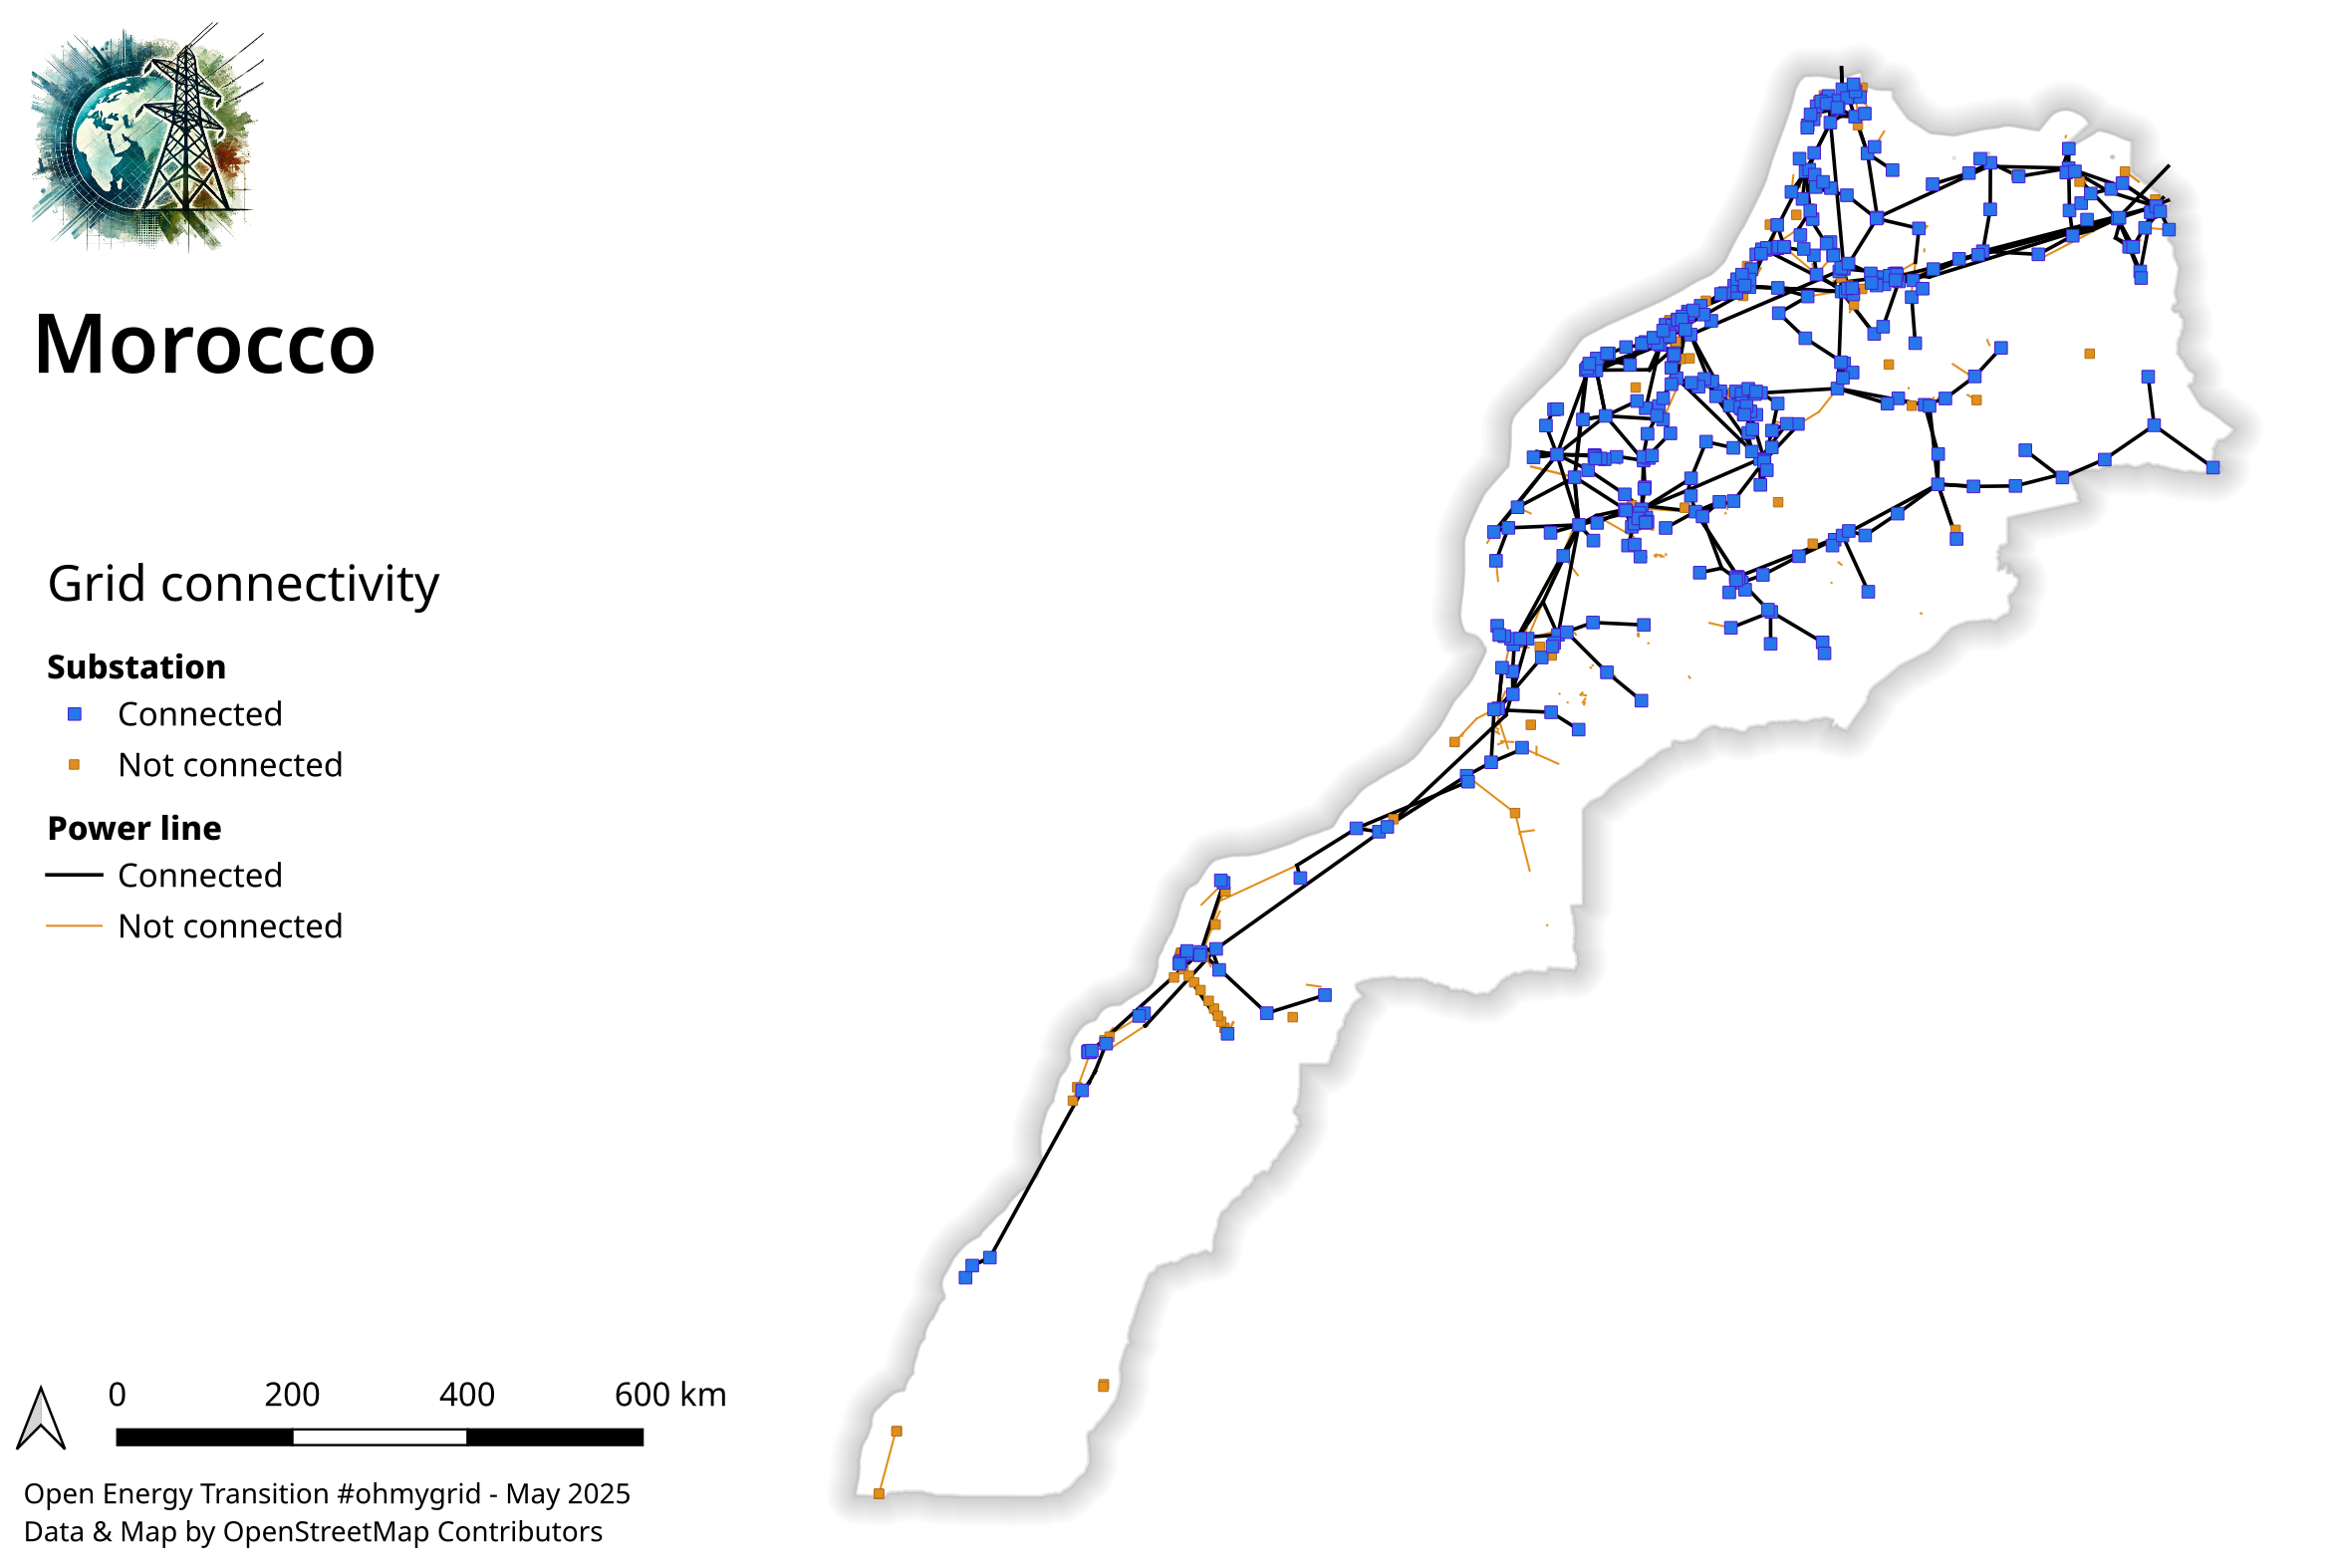 Morocco
Grid connectivity
Substation
Connected
Not connected
Power line
Connected
Not connected
0 200 400 600 km
Open Energy Transition #ohmygrid - May 2025
Data & Map by OpenStreetMap Contributors